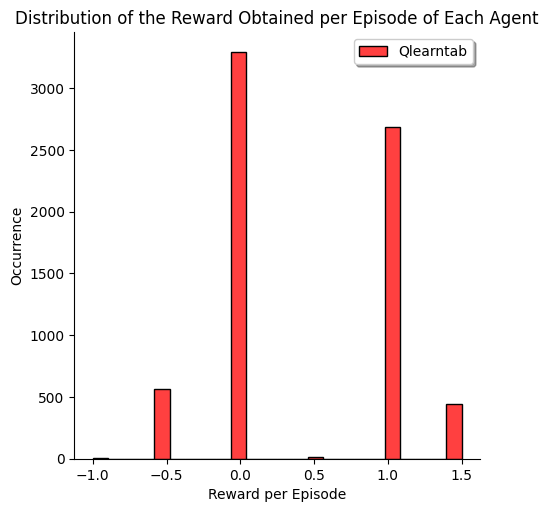 Distribution of the Reward Obtained per Episode of Each Agent
Qlearntab
3000
2500
2000
1500
1000
500
0
Occurrence
−1.0 −0.5 0.0 0.5 1.0 1.5
Reward per Episode